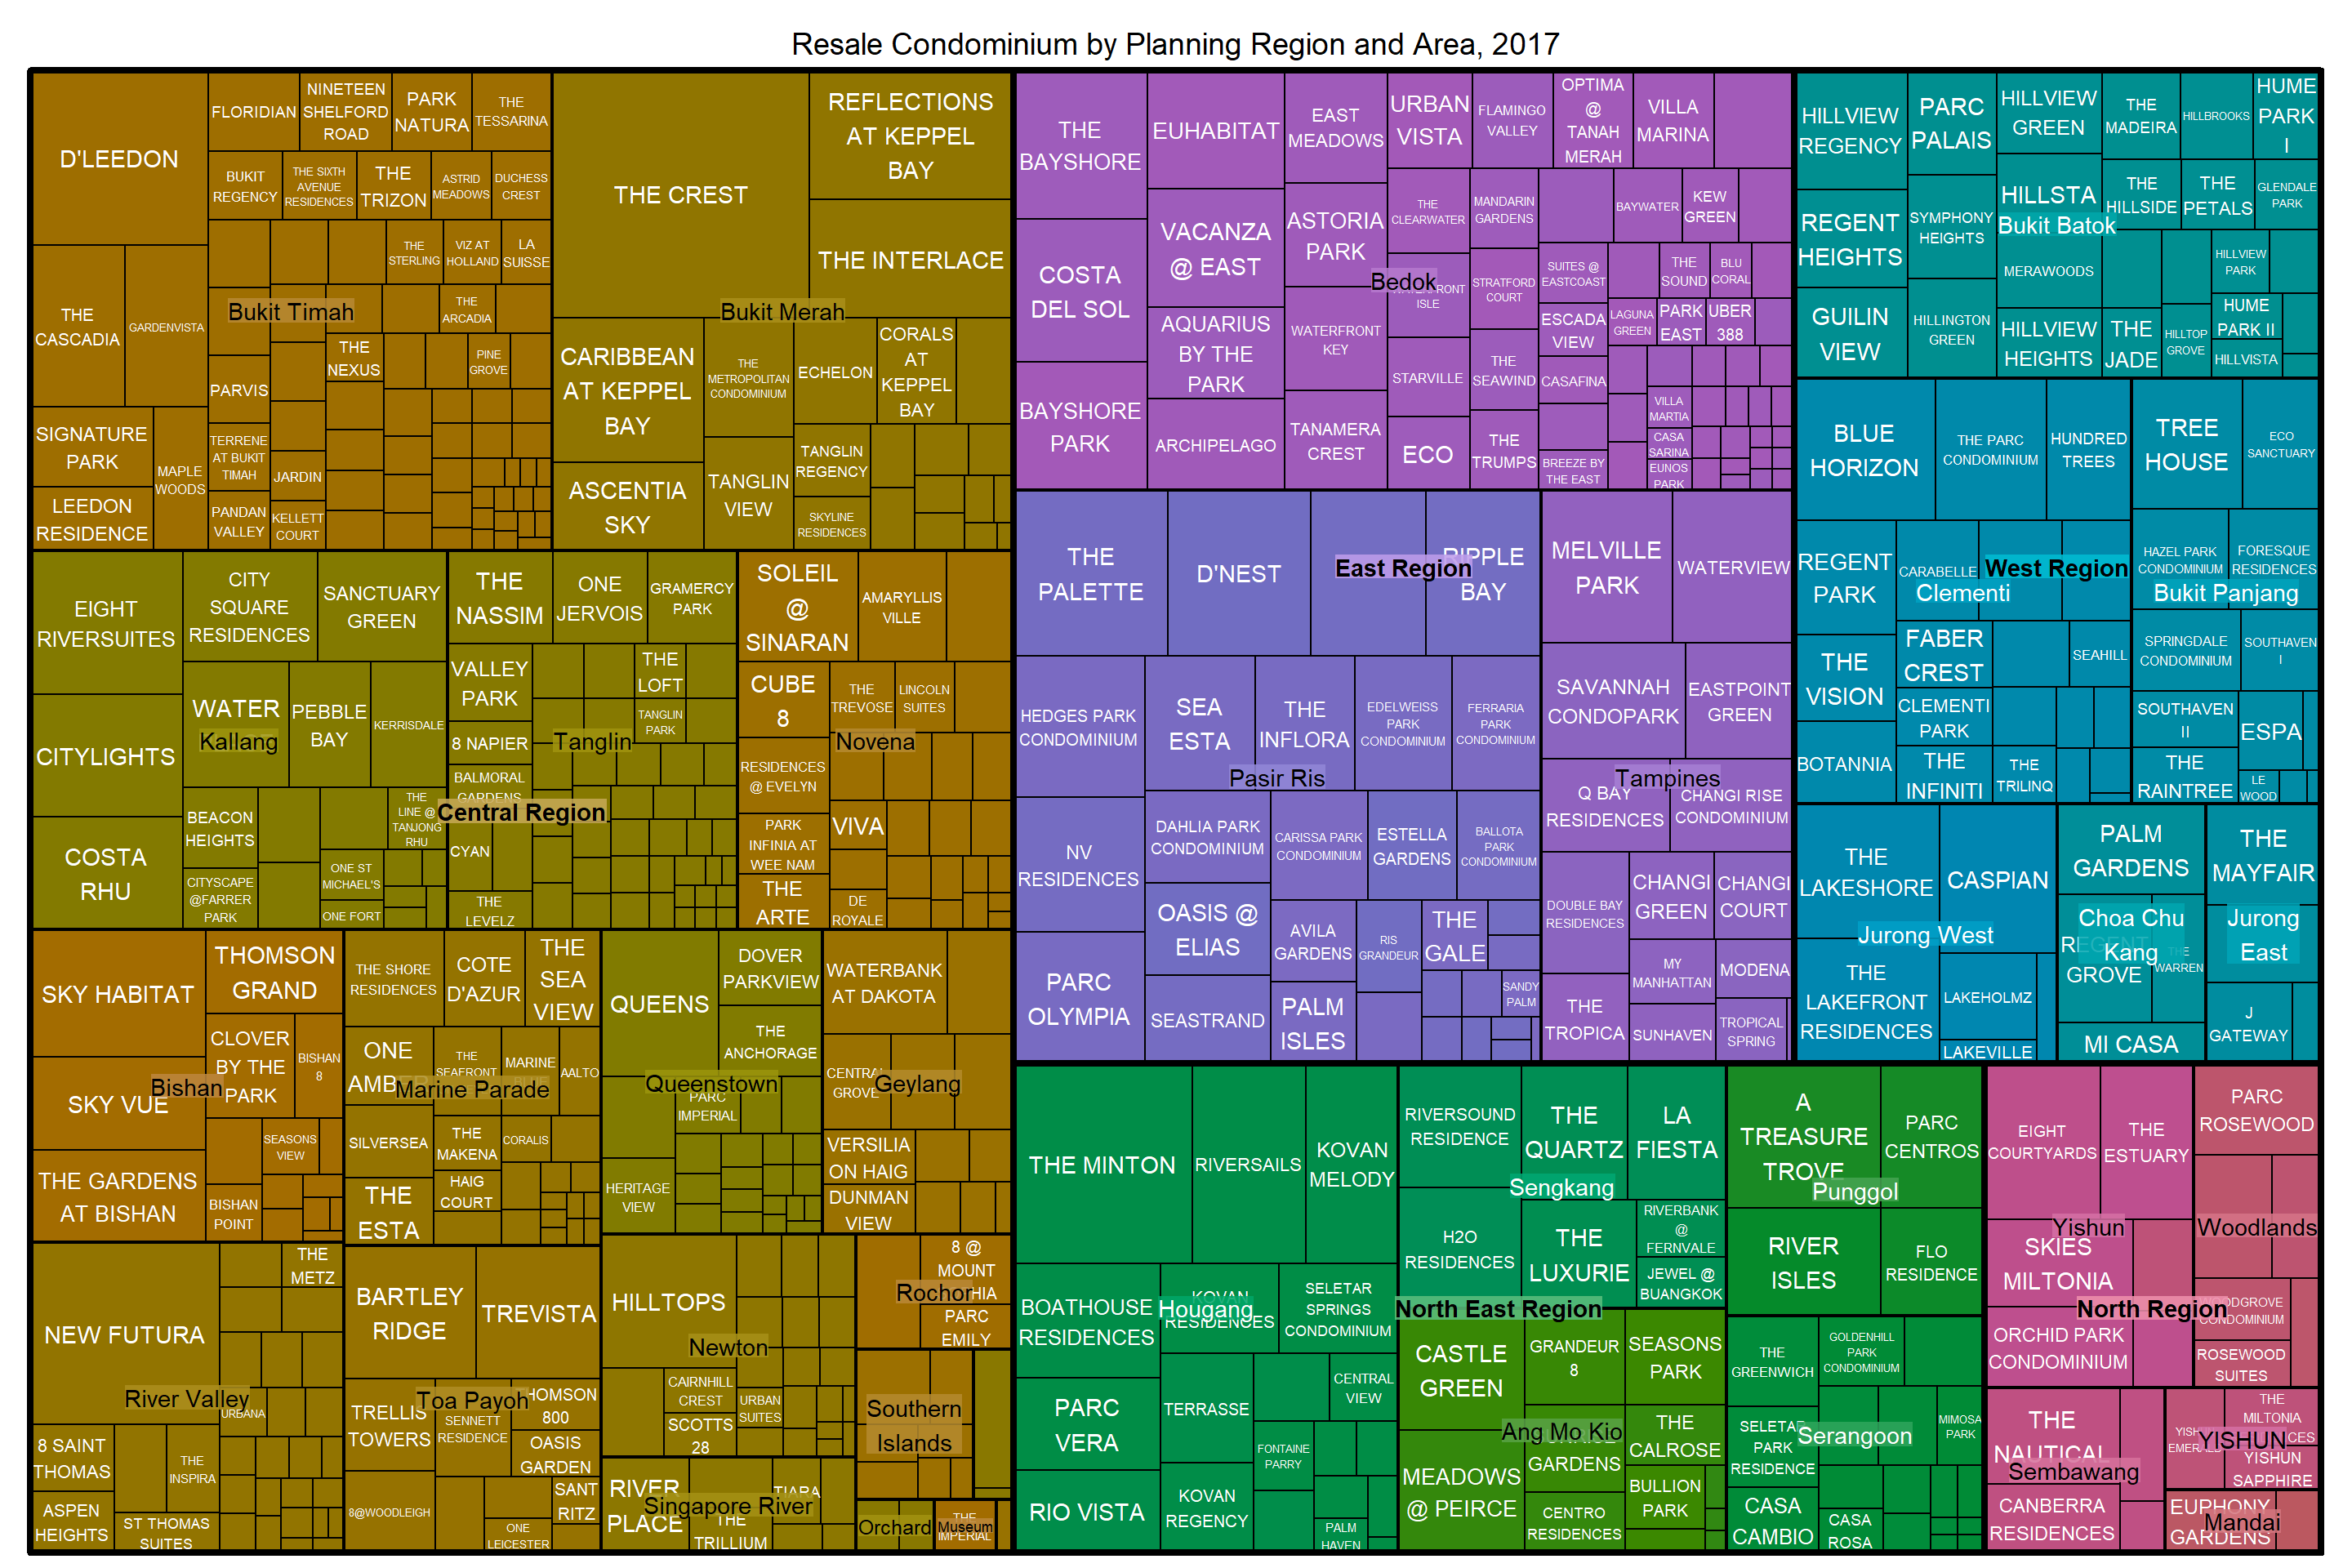 Resale Condominium by Planning Region and Area, 2017
D'LEEDON
FLORIDIAN
NINETEEN
SHELFORD
ROAD
PARK
NATURA
THE
TESSARINA
BUKIT
REGENCY
THE SIXTH
AVENUE
RESIDENCES
THE
TRIZON
ASTRID
MEADOWS
DUCHESS
CREST
THE
STERLING
VIZ AT
HOLLAND
LA
SUISSE
THE
CASCADIA
GARDENVISTA
Bukit Timah
THE
ARCADIA
THE
NEXUS
PINE
GROVE
PARVIS
SIGNATURE
PARK
MAPLE
WOODS
TERRENE
AT BUKIT
TIMAH
JARDIN
LEEDON
RESIDENCE
PANDAN
VALLEY
KELLETT
COURT
THE CREST
REFLECTIONS
AT KEPPEL
BAY
THE INTERLACE
Bukit Merah
CARIBBEAN
AT KEPPEL
BAY
THE
METROPOLITAN
CONDOMINIUM
ECHELON
CORALS
AT
KEPPEL
BAY
ASCENTIA
SKY
TANGLIN
VIEW
TANGLIN
REGENCY
SKYLINE
RESIDENCES
THE
BAYSHORE
EUHABITAT
EAST
MEADOWS
URBAN
VISTA
FLAMINGO
VALLEY
OPTIMA
@
TANAH
MERAH
VILLA
MARINA
COSTA
DEL SOL
VACANZA
@ EAST
ASTORIA
PARK
THE
CLEARWATER
MANDARIN
GARDENS
BAYWATER
KEW
GREEN
Bedok
ISLE
STRATFORD
COURT
SUITES @
EASTCOAST
THE
SOUND
BLU
CORAL
AQUARIUS
BY THE
PARK
WATERFRONT
KEY
ESCADA
VIEW
LAGUNA
GREEN
PARK
EAST
UBER
388
BAYSHORE
PARK
ARCHIPELAGO
TANAMERA
CREST
STARVILLE
THE
SEAWIND
CASAFINA
VILLA
MARTIA
ECO
THE
TRUMPS
BREEZE BY
THE EAST
CASA
SARINA
EUNOS
PARK
HILLVIEW
REGENCY
PARC
PALAIS
HILLVIEW
GREEN
THE
MADEIRA
HILLBROOKS
HUME
PARK
I
REGENT
HEIGHTS
SYMPHONY
HEIGHTS
HILLSTA
Bukit Batok
THE
HILLSIDE
THE
PETALS
GLENDALE
PARK
GUILIN
VIEW
HILLINGTON
GREEN
MERAWOODS
HILLVIEW
HEIGHTS
THE
JADE
HILLTOP
GROVE
HILLVIEW
PARK
HUME
PARK II
HILLVISTA
EIGHT
RIVERSUITES
CITY
SQUARE
RESIDENCES
SANCTUARY
GREEN
CITYLIGHTS
WATER
Kallang
PEBBLE
BAY
KERRISDALE
COSTA
RHU
BEACON
HEIGHTS
THE
LINE @
TANJONG
RHU
CITYSCAPE
@FARRER
PARK
ONE ST
MICHAEL'S
ONE FORT
THE
NASSIM
ONE
JERVOIS
GRAMERCY
PARK
VALLEY
PARK
THE
LOFT
TANGLIN
PARK
8 NAPIER
Tanglin
BALMORAL
GARDENS
Central Region
CYAN
THE
LEVELZ
SOLEIL
@
SINARAN
AMARYLLIS
VILLE
CUBE
8
THE
TREVOSE
LINCOLN
SUITES
Novena
RESIDENCES
@ EVELYN
PARK
INFINIA AT
WEE NAM
VIVA
THE
ARTE
DE
ROYALE
THE
PALETTE
D'NEST
RIPPLE
BAY
East Region
HEDGES PARK
CONDOMINIUM
SEA
ESTA
THE
INFLORA
EDELWEISS
PARK
CONDOMINIUM
FERRARIA
PARK
CONDOMINIUM
Pasir Ris
NV
RESIDENCES
DAHLIA PARK
CONDOMINIUM
CARISSA PARK
CONDOMINIUM
ESTELLA
GARDENS
BALLOTA
PARK
CONDOMINIUM
PARC
OLYMPIA
OASIS @
ELIAS
AVILA
GARDENS
RIS
GRANDEUR
THE
GALE
SEASTRAND
PALM
ISLES
SANDY
PALM
MELVILLE
PARK
WATERVIEW
SAVANNAH
CONDOPARK
EASTPOINT
GREEN
Tampines
Q BAY
RESIDENCES
CHANGI RISE
CONDOMINIUM
DOUBLE BAY
RESIDENCES
CHANGI
GREEN
CHANGI
COURT
THE
TROPICA
MY
MANHATTAN
MODENA
SUNHAVEN
TROPICAL
SPRING
BLUE
HORIZON
THE PARC
CONDOMINIUM
HUNDRED
TREES
REGENT
PARK
CARABELLE
West Region
Clementi
THE
VISION
FABER
CREST
SEAHILL
CLEMENTI
PARK
BOTANNIA
THE
INFINITI
THE
TRILINQ
TREE
HOUSE
ECO
SANCTUARY
HAZEL PARK
CONDOMINIUM
FORESQUE
RESIDENCES
Bukit Panjang
SPRINGDALE
CONDOMINIUM
SOUTHAVEN
I
SOUTHAVEN
II
ESPA
THE
RAINTREE
LE
WOOD
THE
LAKESHORE
CASPIAN
Jurong West
THE
LAKEFRONT
RESIDENCES
LAKEHOLMZ
LAKEVILLE
PALM
GARDENS
Choa Chu
Kang
REGENT
GROVE
THE
WARREN
MI CASA
THE
MAYFAIR
Jurong
East
J
GATEWAY
SKY HABITAT
THOMSON
GRAND
SKY VUE
CLOVER
BY THE
PARK
BISHAN
8
Bishan
THE GARDENS
AT BISHAN
SEASONS
VIEW
BISHAN
POINT
THE SHORE
RESIDENCES
COTE
D'AZUR
THE
SEA
VIEW
ONE
AMBER
THE
SEAFRONT
MARINE
AALTO
Marine Parade
SILVERSEA
THE
MAKENA
CORALIS
THE
ESTA
HAIG
COURT
QUEENS
DOVER
PARKVIEW
THE
ANCHORAGE
Queenstown
PARC
IMPERIAL
HERITAGE
VIEW
WATERBANK
AT DAKOTA
CENTRAL
GROVE
Geylang
VERSILIA
ON HAIG
DUNMAN
VIEW
NEW FUTURA
THE
METZ
River Valley
URBANA
8 SAINT
THOMAS
THE
INSPIRA
ASPEN
HEIGHTS
ST THOMAS
SUITES
BARTLEY
RIDGE
TREVISTA
Toa Payoh
TRELLIS
TOWERS
SENNETT
RESIDENCE
THOMSON
800
OASIS
GARDEN
8@WOODLEIGH
ONE
LEICESTER
SANT
RITZ
HILLTOPS
Newton
CAIRNHILL
CREST
URBAN
SUITES
SCOTTS
28
RIVER
PLACE
Singapore River
TIARA
THE
TRILLIUM
8 @
MOUNT
Rochor
PARC
EMILY
Southern
Islands
Orchard
THE
IMPERIAL
Museum
THE MINTON
RIVERSAILS
KOVAN
MELODY
BOATHOUSE
RESIDENCES
Hougang
KOVAN
RESIDENCES
SELETAR
SPRINGS
CONDOMINIUM
PARC
VERA
TERRASSE
CENTRAL
VIEW
FONTAINE
PARRY
RIO VISTA
KOVAN
REGENCY
PALM
HAVEN
RIVERSOUND
RESIDENCE
THE
QUARTZ
LA
FIESTA
Sengkang
H2O
RESIDENCES
THE
LUXURIE
RIVERBANK
@
FERNVALE
JEWEL @
BUANGKOK
North East Region
A
TREASURE
TROVE
PARC
CENTROS
Punggol
RIVER
ISLES
FLO
RESIDENCE
CASTLE
GREEN
GRANDEUR
8
SEASONS
PARK
Ang Mo Kio
GARDENS
THE
CALROSE
MEADOWS
@ PEIRCE
BULLION
PARK
CENTRO
RESIDENCES
THE
GREENWICH
GOLDENHILL
PARK
CONDOMINIUM
SELETAR
PARK
RESIDENCE
Serangoon
MIMOSA
PARK
CASA
CAMBIO
CASA
ROSA
EIGHT
COURTYARDS
THE
ESTUARY
Yishun
SKIES
MILTONIA
North Region
ORCHID PARK
CONDOMINIUM
PARC
ROSEWOOD
Woodlands
WOODGROVE
CONDOMINIUM
ROSEWOOD
SUITES
THE
NAUTICAL
Sembawang
CANBERRA
RESIDENCES
YISHUN
EMERALD
THE
MILTONIA
YISHUN
YISHUN
SAPPHIRE
EUPHONY
GARDENS
Mandai